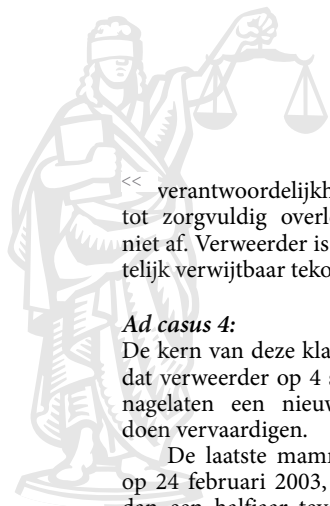 << verantwoordelijkh
tot zorgvuldig overl
niet af. Verweerder is
telijk verwijtbaar teko
Ad casus 4:
De kern van deze kla
dat verweerder op 4 s
nagelaten een nieuw
doen vervaardigen.
De laatste mamr
op 24 februari 2003,